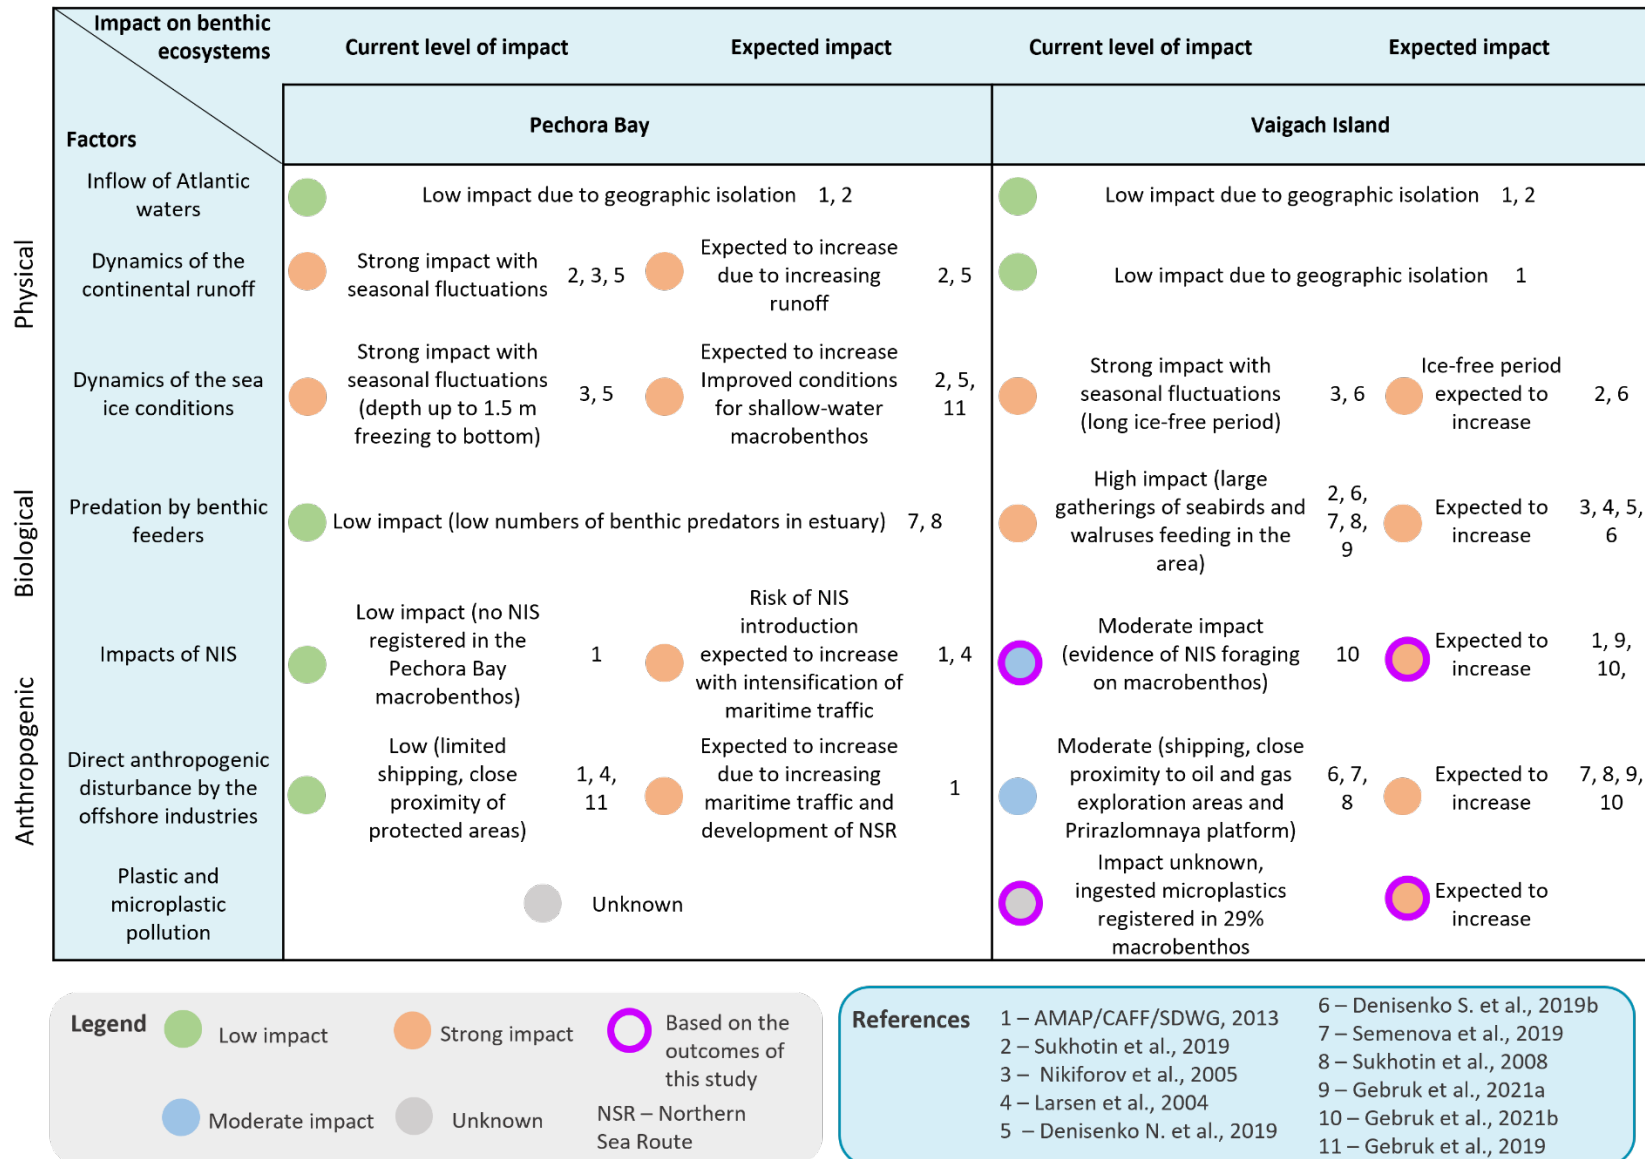 Impact on benthic
ecosystems
Factors
Current level of impact
Expected impact
Current level of impact
Expected impact
Pechora Bay
Vaigach Island
Physical
Inflow of Atlantic
waters
Low impact due to geographic isolation 1, 2
Low impact due to geographic isolation 1, 2
Dynamics of the
continental runoff
Strong impact with
seasonal fluctuations
2, 3, 5
Expected to increase
due to increasing
runoff
2, 5
Low impact due to geographic isolation 1
Dynamics of the sea
ice conditions
Strong impact with
seasonal fluctuations
(depth up to 1.5 m
freezing to bottom)
3, 5
Expected to increase
Improved conditions
for shallow-water
macrobenthos
2, 5,
11
Strong impact with
seasonal fluctuations
(long ice-free period)
3, 6
Ice-free period
expected to
increase
2, 6
Biological
Predation by benthic
feeders
Low impact (low numbers of benthic predators in estuary) 7, 8
High impact (large
gatherings of seabirds and
walruses feeding in the
area)
2, 6,
7, 8,
9
Expected to
increase
3, 4, 5,
6
Anthropogenic
Impacts of NIS
Low impact (no NIS
registered in the
Pechora Bay
macrobenthos)
1
Risk of NIS
introduction
expected to increase
with intensification of
maritime traffic
1, 4
Moderate impact
(evidence of NIS foraging
on macrobenthos)
10
Expected to
increase
1, 9,
10,
Direct anthropogenic
disturbance by the
offshore industries
Low (limited
shipping, close
proximity of
protected areas)
1, 4,
11
Expected to increase
due to increasing
maritime traffic and
development of NSR
1
Moderate (shipping, close
proximity to oil and gas
exploration areas and
Prirazlomnaya platform)
6, 7,
8
Expected to
increase
7, 8, 9,
10
Plastic and
microplastic
pollution
Unknown
Impact unknown,
ingested microplastics
registered in 29%
macrobenthos
Expected to
increase
Legend
Low impact
Strong impact
Based on the
outcomes of
this study
Moderate impact
Unknown
NSR – Northern
Sea Route
References
1 – AMAP/CAFF/SDWG, 2013
2 – Sukhotin et al., 2019
3 – Nikiforov et al., 2005
4 – Larsen et al., 2004
5 – Denisenko N. et al., 2019
6 – Denisenko S. et al., 2019b
7 – Semenova et al., 2019
8 – Sukhotin et al., 2008
9 – Gebruk et al., 2021a
10 – Gebruk et al., 2021b
11 – Gebruk et al., 2019